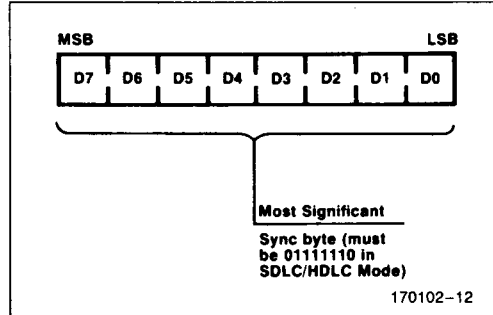 MSB LSB
D7 D6 D5 D4 D3 D2 D1 D0
Most Significant
Sync byte (must
be 01111110 in
SDLC/HDLC Mode)
170102-12